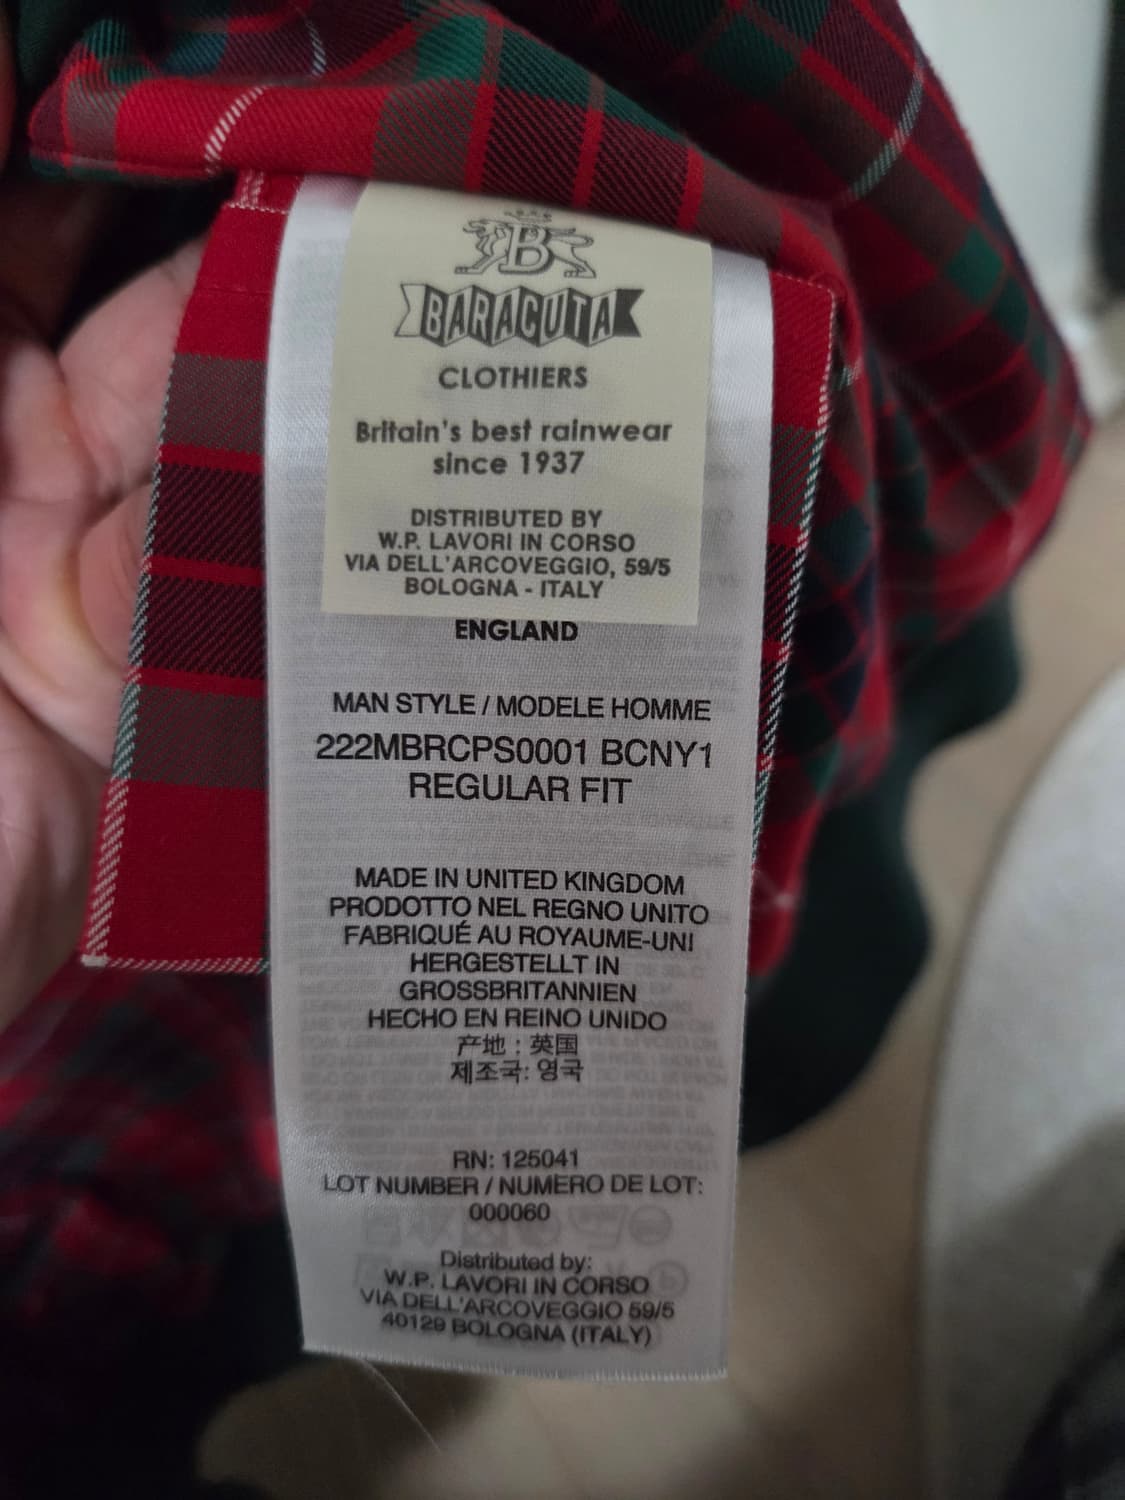 B
BARACUTA
CLOTHIERS
Britain's best rainwear
since 1937
DISTRIBUTED BY
W.P. LAVORI IN CORSO
VIA DELL'ARCOVEGGIO, 59/5
BOLOGNA - ITALY
ENGLAND
MAN STYLE / MODELE HOMME
222MBRCPS0001 BCNY1
REGULAR FIT
MADE IN UNITED KINGDOM
PRODOTTO NEL REGNO UNITO
FABRIQUÉ AU ROYAUME-UNI
HERGESTELLT IN
GROSSBRITANNIEN
HECHO EN REINO UNIDO
产地 : 英国
제조국: 영국
RN: 125041
LOT NUMBER / NUMERO DE LOT:
000060
Distributed by:
W.P. LAVORI IN CORSO
VIA DELL'ARCOVEGGIO 59/5
40129 BOLOGNA (ITALY)